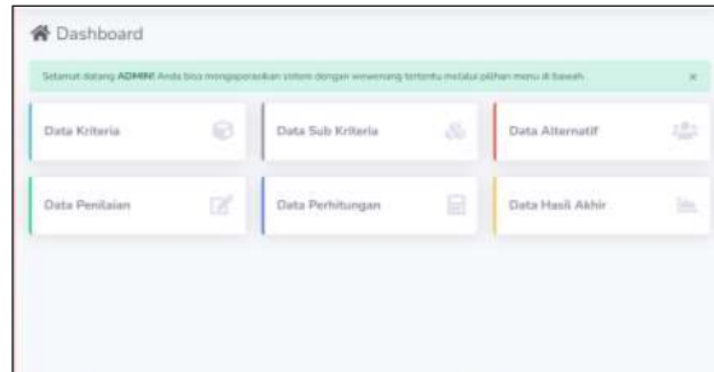 Dashboard
Selamat datang ADMIN! Anda bisa mengoperasikan sistem dengan wewenang tertentu melalui pilihan menu di bawah
×
Data Kriteria
Data Sub Kriteria
Data Alternatif
Data Penilaian
Data Perhitungan
Data Hasil Akhir